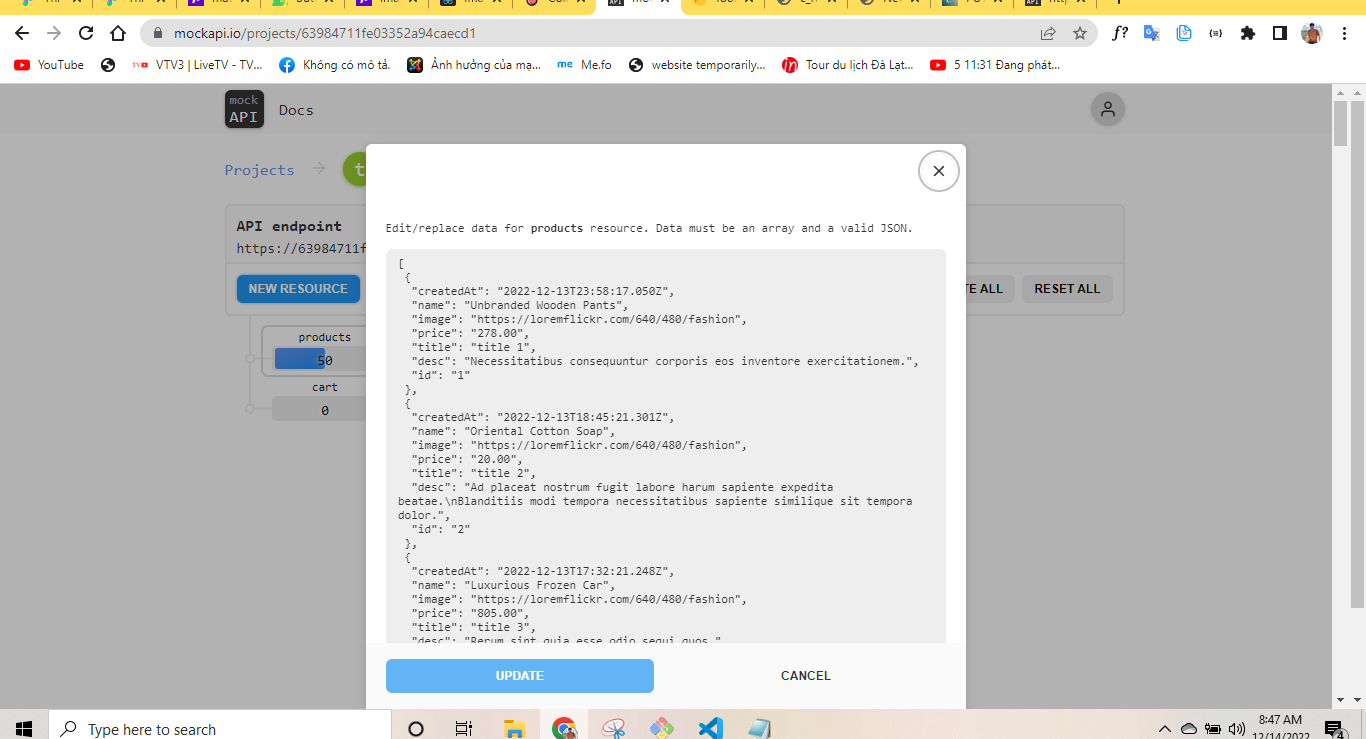 mockapi.io/projects/63984711fe03352a94caecd1
YouTube
VTV3 | LiveTV - TV...
Không có mô tả.
Ảnh hưởng của mạ...
me Me.fo
website temporarily...
Tour du lịch Đà Lạt...
5 11:31 Đang phát...
mock
API
Docs
Projects
t
API endpoint
https://63984711f
NEW RESOURCE
TE ALL
RESET ALL
products
50
cart
0
Edit/replace data for products resource. Data must be an array and a valid JSON.
[
{
"createdAt": "2022-12-13T23:58:17.050Z",
"name": "Unbranded Wooden Pants",
"image": "https://loremflickr.com/640/480/fashion",
"price": "278.00",
"title": "title 1",
"desc": "Necessitatibus consequuntur corporis eos inventore exercitationem.",
"id": "1"
},
{
"createdAt": "2022-12-13T18:45:21.301Z",
"name": "Oriental Cotton Soap",
"image": "https://loremflickr.com/640/480/fashion",
"price": "20.00",
"title": "title 2",
"desc": "Ad placeat nostrum fugit labore harum sapiente expedita
beatae.\nBlanditiis modi tempora necessitatibus sapiente similique sit tempora
dolor.",
"id": "2"
},
{
"createdAt": "2022-12-13T17:32:21.248Z",
"name": "Luxurious Frozen Car",
"image": "https://loremflickr.com/640/480/fashion",
"price": "805.00",
"title": "title 3",
"desc": "Rerum sint quia esse odio sequi quos."
UPDATE
CANCEL
Type here to search
8:47 AM
12/14/2022
4